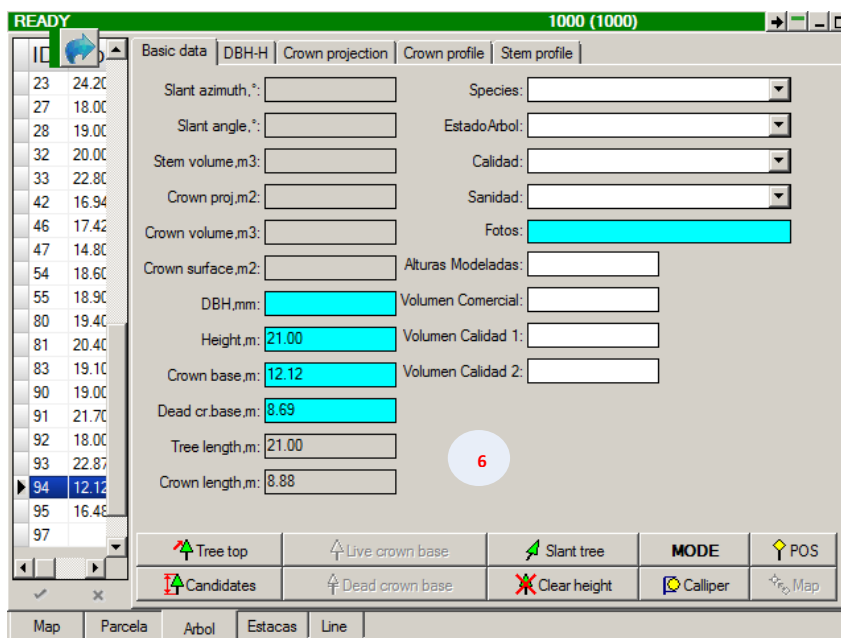 READY 1000 (1000)
Basic data DBH-H Crown projection Crown profile Stem profile
23 24.20
27 18.00
28 19.00
32 20.00
33 22.80
42 16.94
46 17.42
47 14.80
54 18.60
55 18.90
80 19.40
81 20.40
83 19.10
90 19.00
91 21.70
92 18.00
93 22.87
94 12.12
95 16.48
97
Slant azimuth,°:
Slant angle,°:
Stem volume,m3:
Crown proj,m2:
Crown volume,m3:
Crown surface,m2:
DBH,mm:
Height,m: 21.00
Crown base,m: 12.12
Dead cr.base,m: 8.69
Tree length,m: 21.00
Crown length,m: 8.88
Species:
EstadoArbol:
Calidad:
Sanidad:
Fotos:
Alturas Modeladas:
Volumen Comercial:
Volumen Calidad 1:
Volumen Calidad 2:
6
Tree top Live crown base Slant tree MODE POS
Candidates Dead crown base Clear height Calliper Map
Map Parcela Arbol Estacas Line